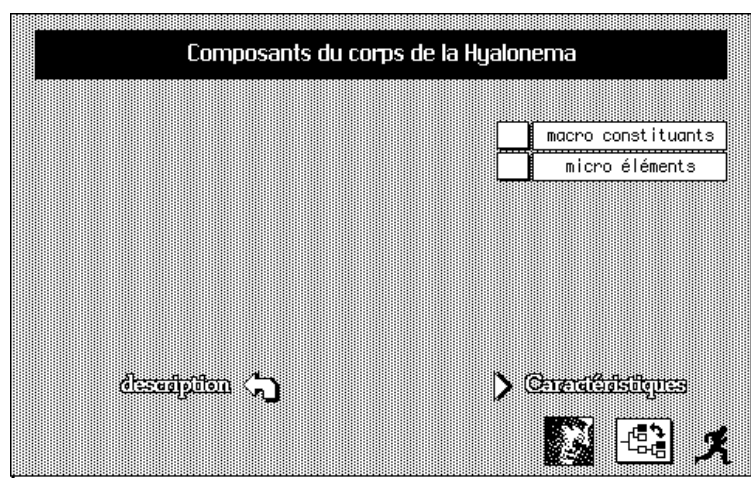 Composants du corps de la Hyalonema
macro constituants
micro éléments
description
Caractéristiques